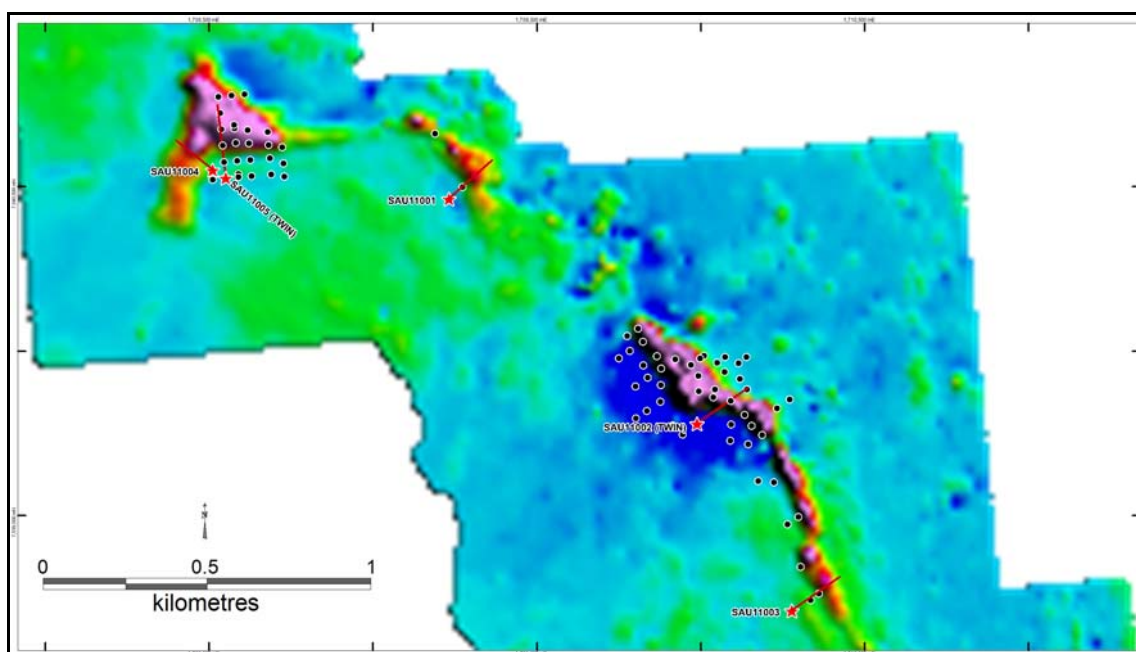 SAU11004
SAU11005 (TWIN)
SAU11001
SAU11002 (TWIN)
N
0 0.5 1
kilometres
SAU11003